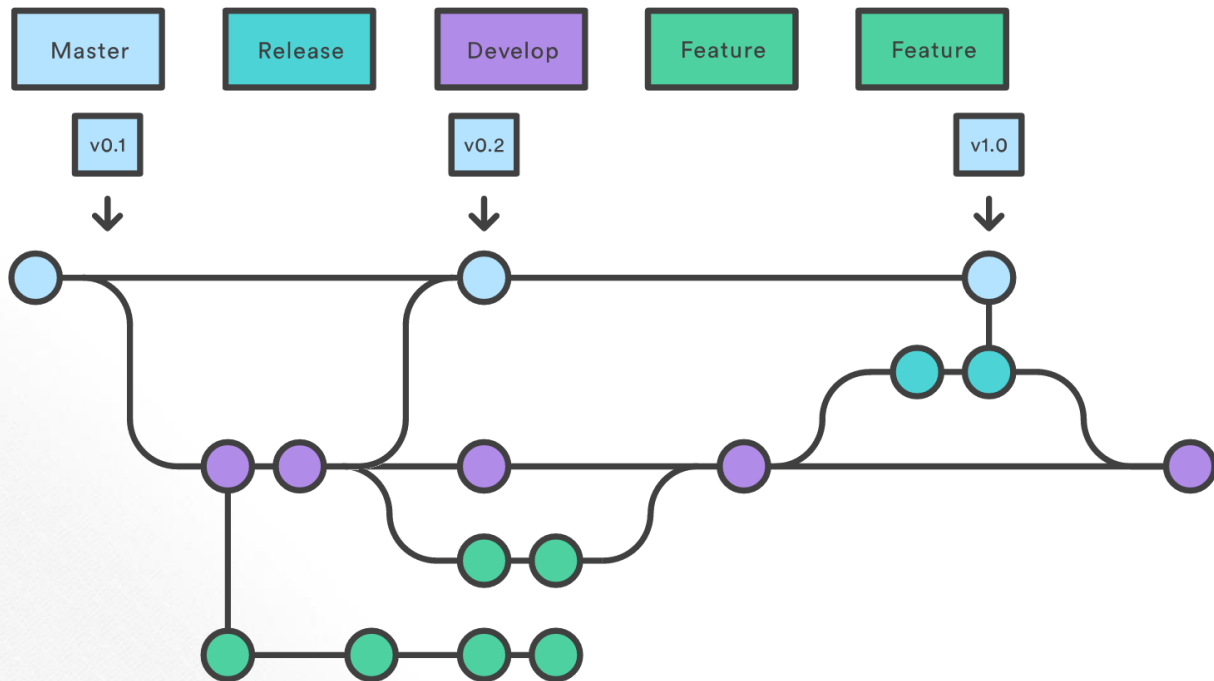 Master
Release
Develop
Feature
Feature
v0.1
v0.2
v1.0